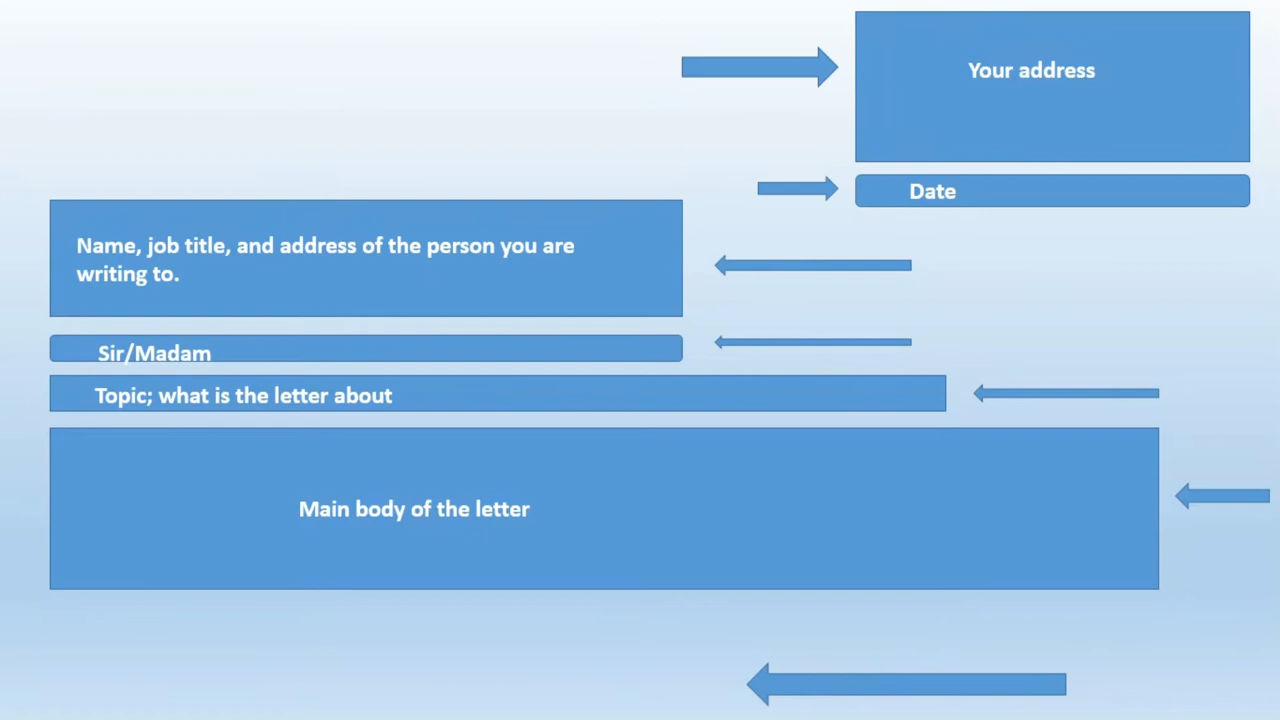 Your address
Date
Name, job title, and address of the person you are
writing to.
Sir/Madam
Topic; what is the letter about
Main body of the letter